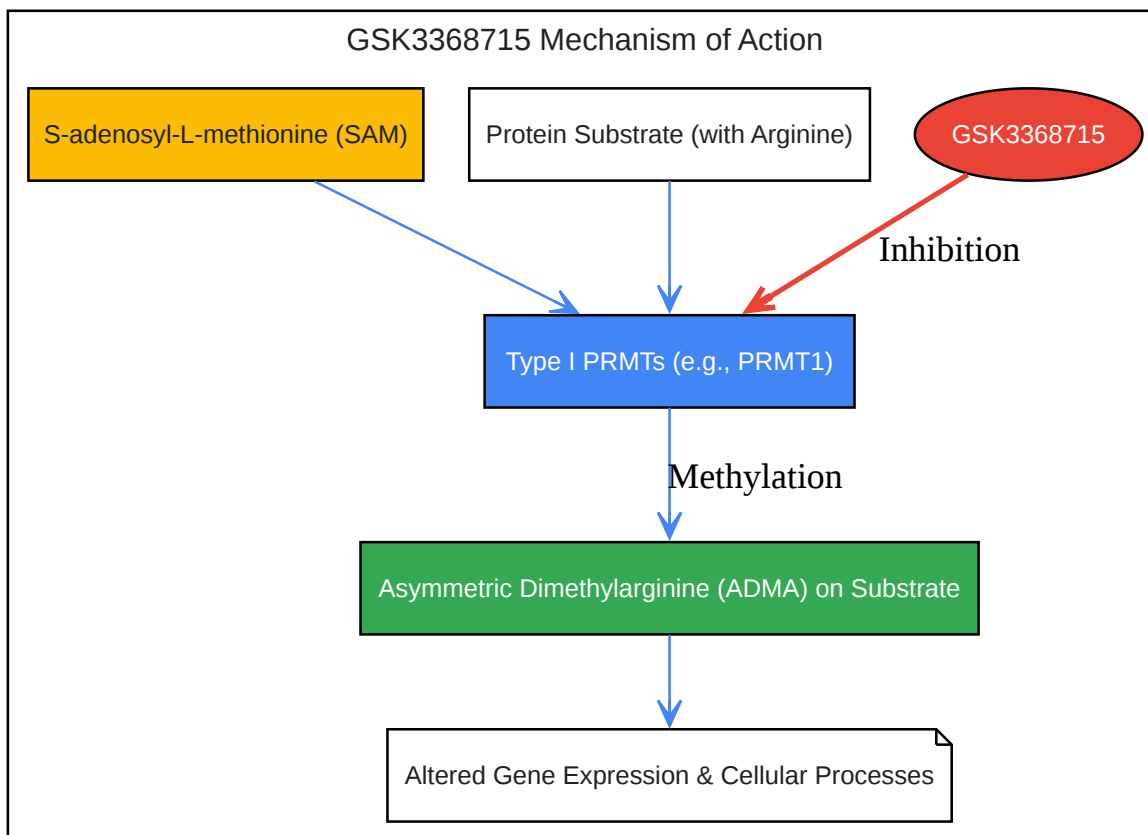 GSK3368715 Mechanism of Action
S-adenosyl-L-methionine (SAM)
Protein Substrate (with Arginine)
GSK3368715
Inhibition
Type I PRMTs (e.g., PRMT1)
Methylation
Asymmetric Dimethylarginine (ADMA) on Substrate
Altered Gene Expression & Cellular Processes